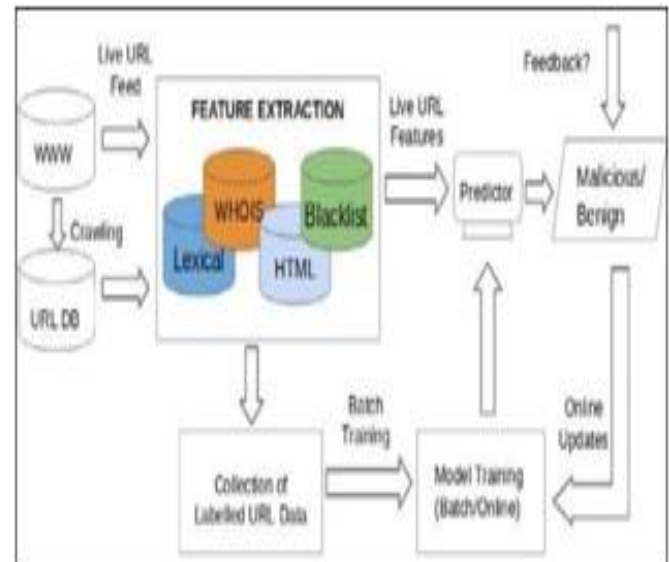 Live URL
Feed
WWW
Crawling
URL DB
FEATURE EXTRACTION
Lexical
WHOIS
HTML
Blacklist
Live URL
Features
Predictor
Feedback?
Malicious/
Benign
Collection of
Labelled URL Data
Batch
Training
Model Training
(Batch/Online)
Online
Updates